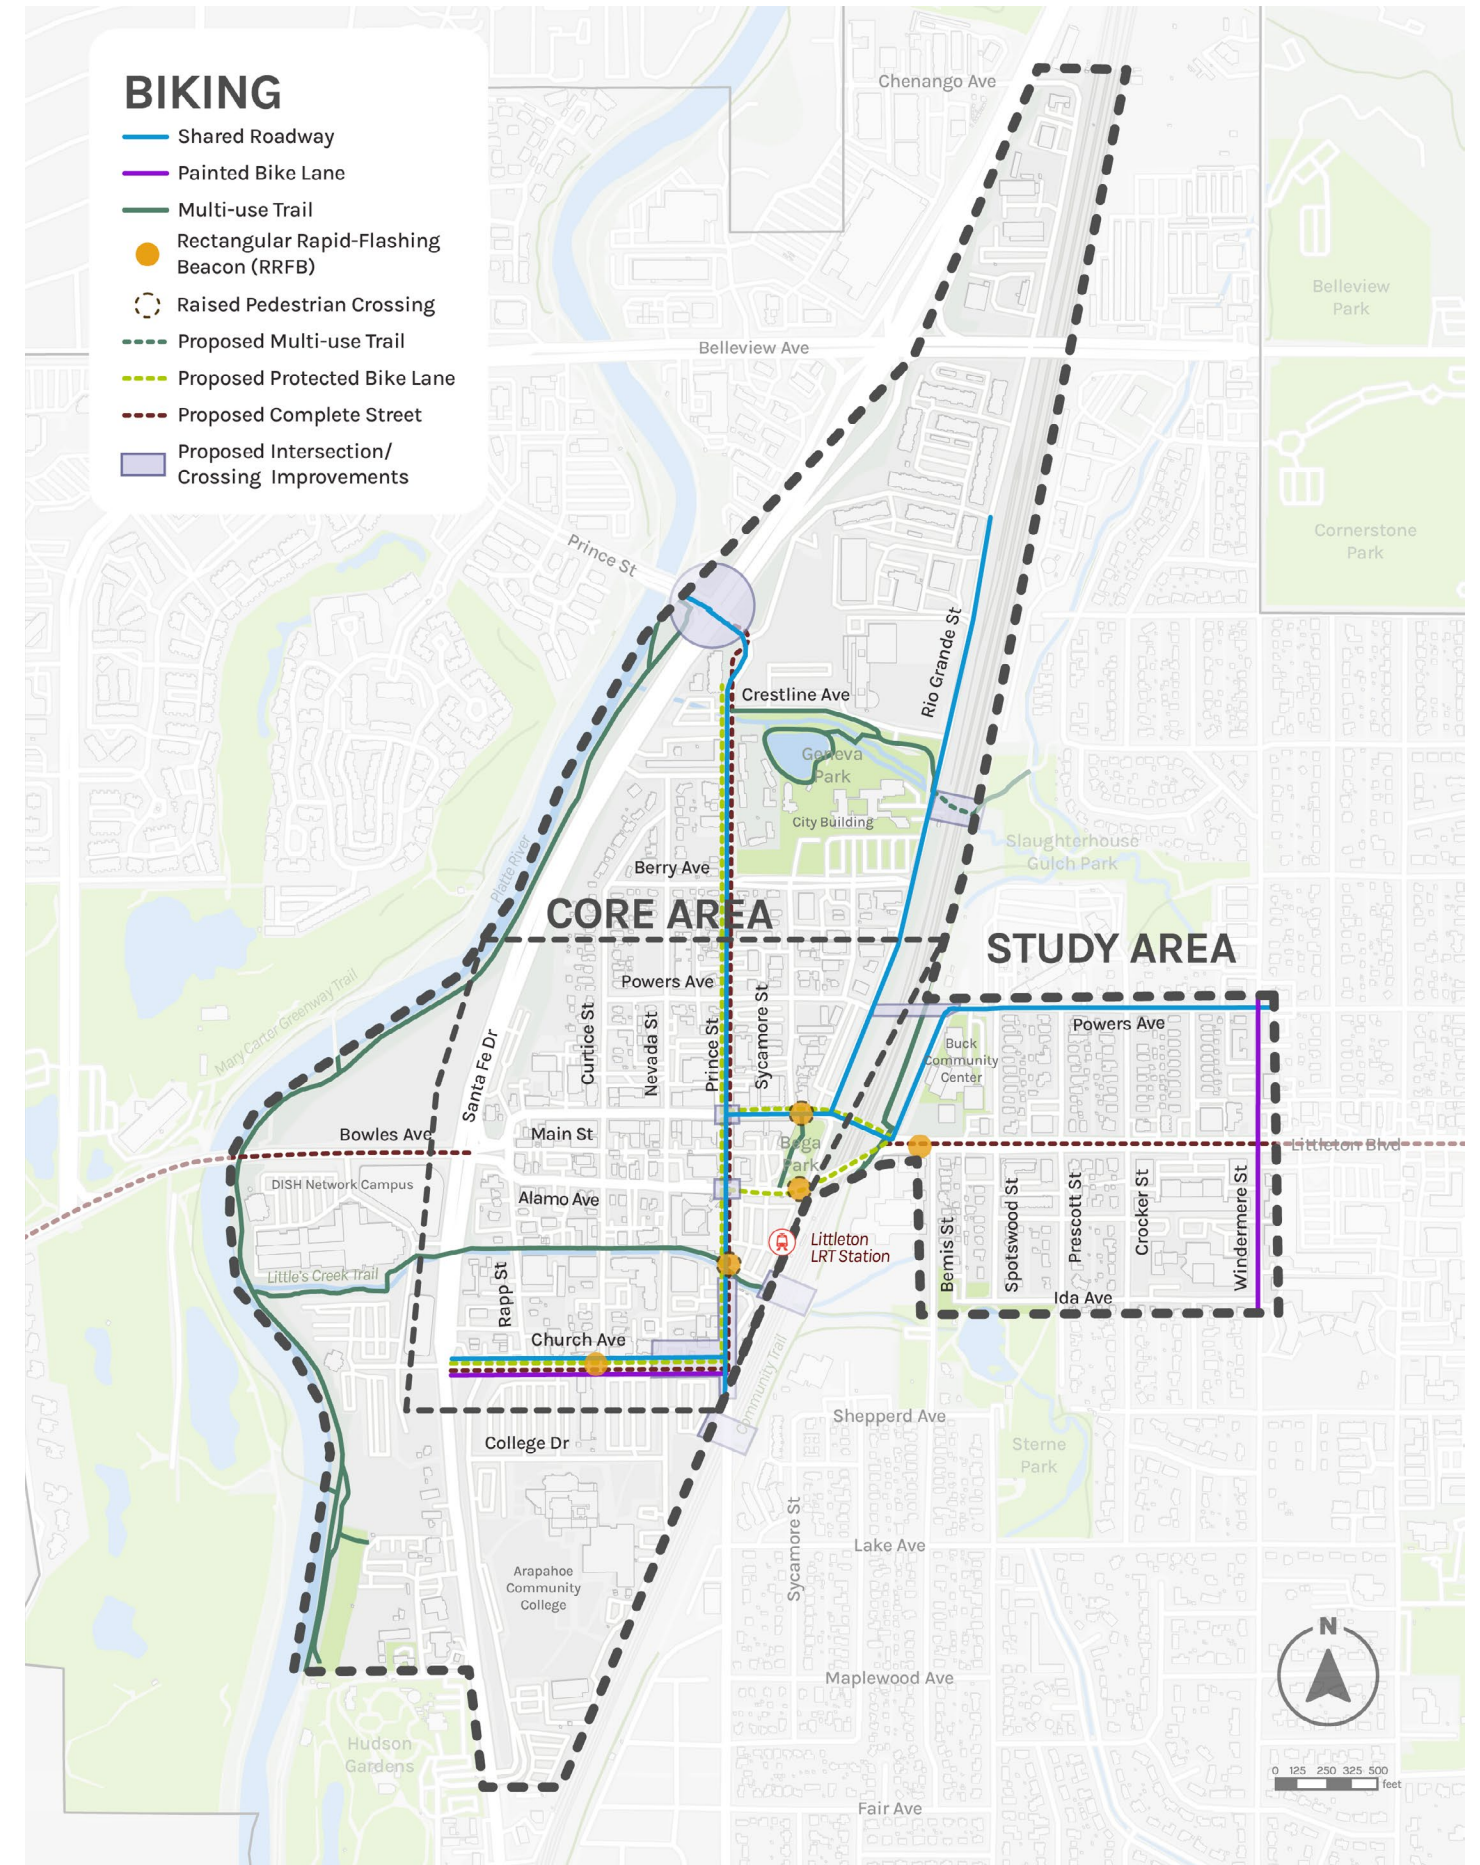 BIKING
Shared Roadway
Painted Bike Lane
Multi-use Trail
Rectangular Rapid-Flashing
Beacon (RRFB)
Raised Pedestrian Crossing
Proposed Multi-use Trail
Proposed Protected Bike Lane
Proposed Complete Street
Proposed Intersection/
Crossing Improvements
Chenango Ave
Belleview
Park
Belleview Ave
Cornerstone
Park
Prince St
Rio Grande St
Crestline Ave
Geneva
Park
City Building
Slaughterhouse
Gulch Park
Platte River
Berry Ave
CORE AREA
STUDY AREA
Powers Ave
Mary Carter Greenway Trail
Santa Fe Dr
Curtice St
Nevada St
Prince St
Sycamore St
Powers Ave
Buck
Community
Center
Bowles Ave
Main St
Bega
Park
Littleton Blvd
DISH Network Campus
Alamo Ave
Littleton
LRT Station
Bemis St
Spotswood St
Prescott St
Crocker St
Windermere St
Little's Creek Trail
Rapp St
Ida Ave
Church Ave
Community Trail
Shepperd Ave
College Dr
Sterne
Park
Sycamore St
Lake Ave
Arapahoe
Community
College
Maplewood Ave
N
Hudson
Gardens
0 125 250 325 500
feet
Fair Ave